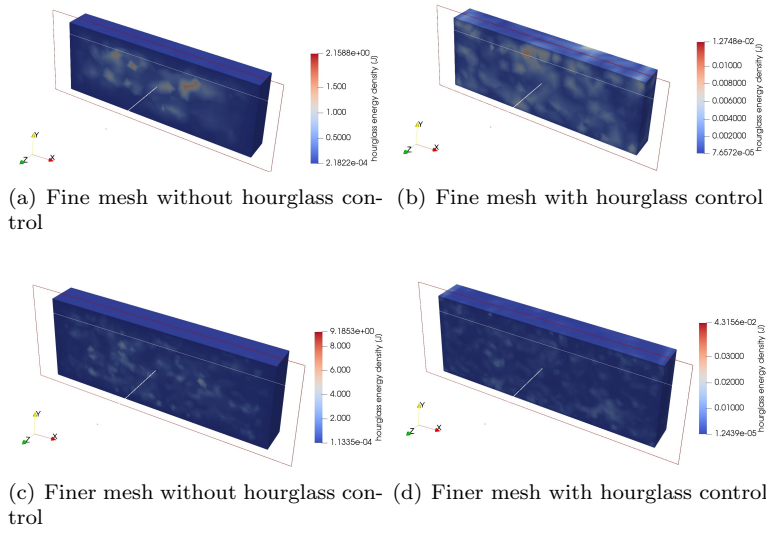 2.1588e+00
1.500
1.000
0.5000
2.1822e-04
hourglass energy density (J)
Y
X
Z
1.2748e-02
0.01000
0.008000
0.006000
0.004000
0.002000
7.6572e-05
hourglass energy density (J)
Y
X
Z
(a) Fine mesh without hourglass con-
trol
(b) Fine mesh with hourglass control
9.1853e+00
8.000
6.000
4.000
2.000
1.1335e-04
hourglass energy density (J)
Y
X
Z
4.3156e-02
0.03000
0.02000
0.01000
1.2439e-05
hourglass energy density (J)
Y
X
Z
(c) Finer mesh without hourglass con-
trol
(d) Finer mesh with hourglass control